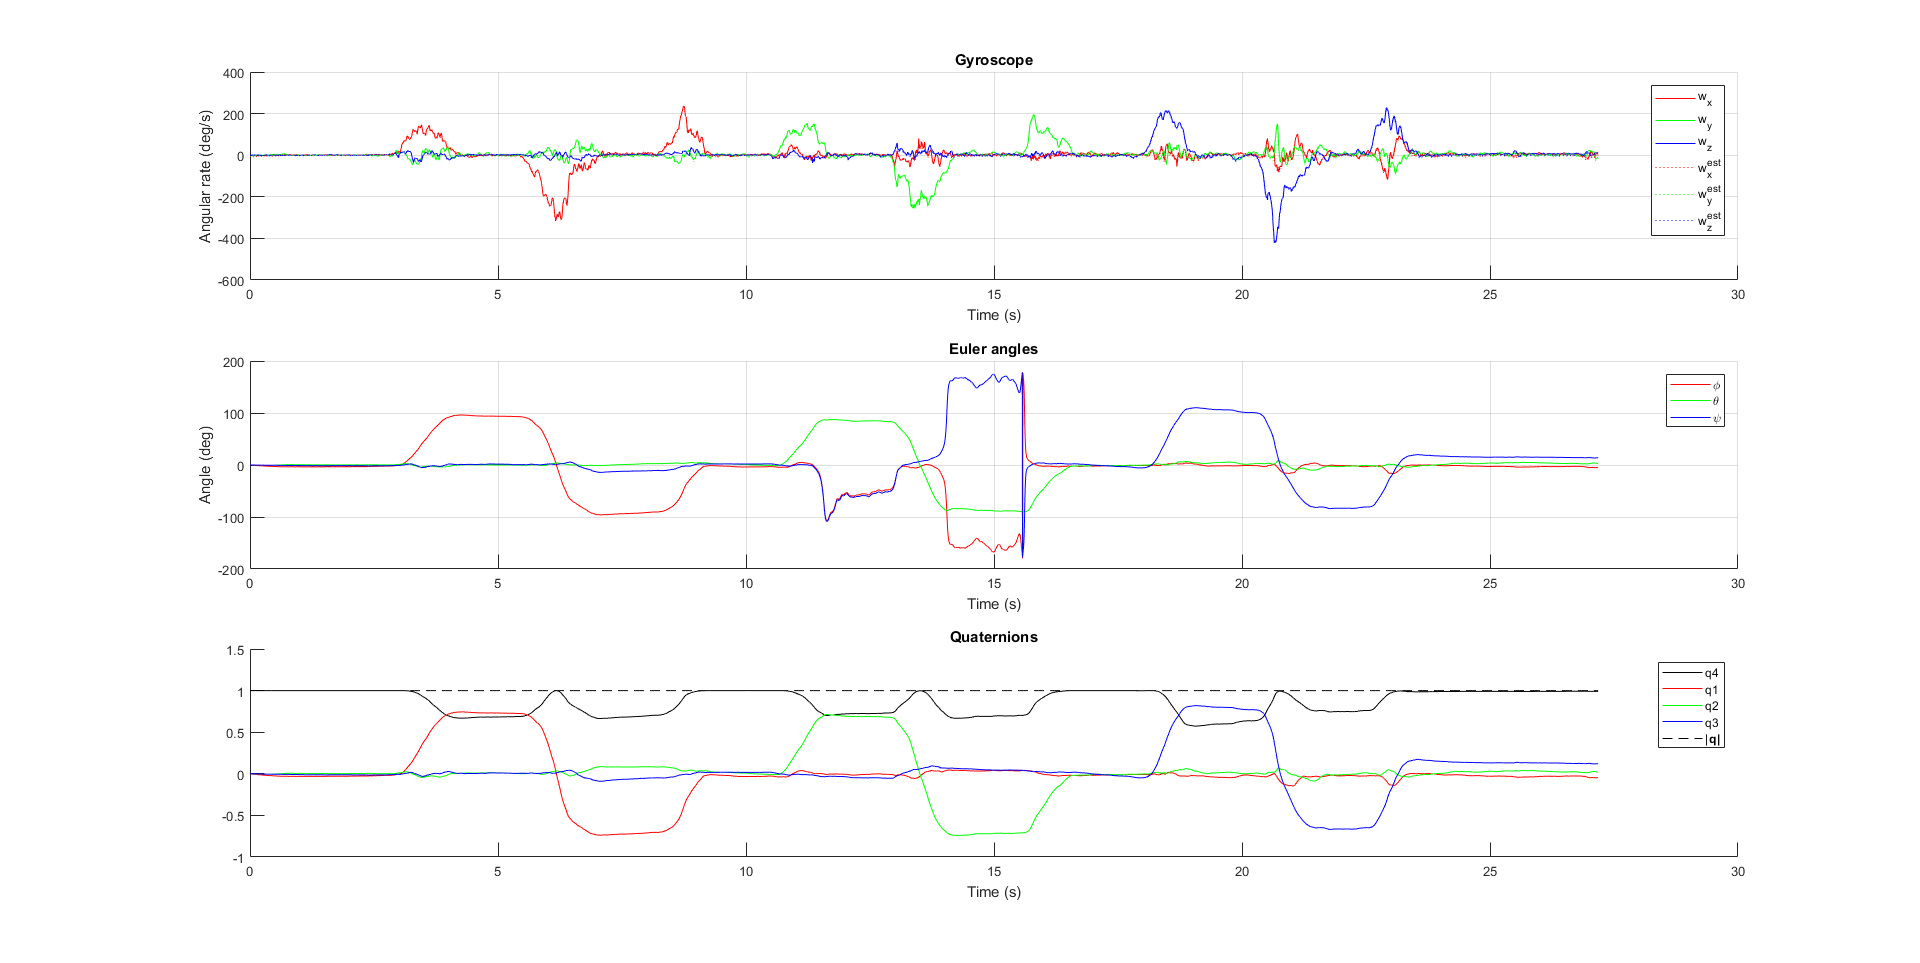 Gyroscope
Angular rate (deg/s)
400
200
0
-200
-400
-600
0 5 10 15 20 25 30
Time (s)
w_x
w_y
w_z
w_x^est
w_y^est
w_z^est
Euler angles
Angle (deg)
200
100
0
-100
-200
0 5 10 15 20 25 30
Time (s)
ϕ
θ
ψ
Quaternions
1.5
1
0.5
0
-0.5
-1
0 5 10 15 20 25 30
Time (s)
q4
q1
q2
q3
|q|